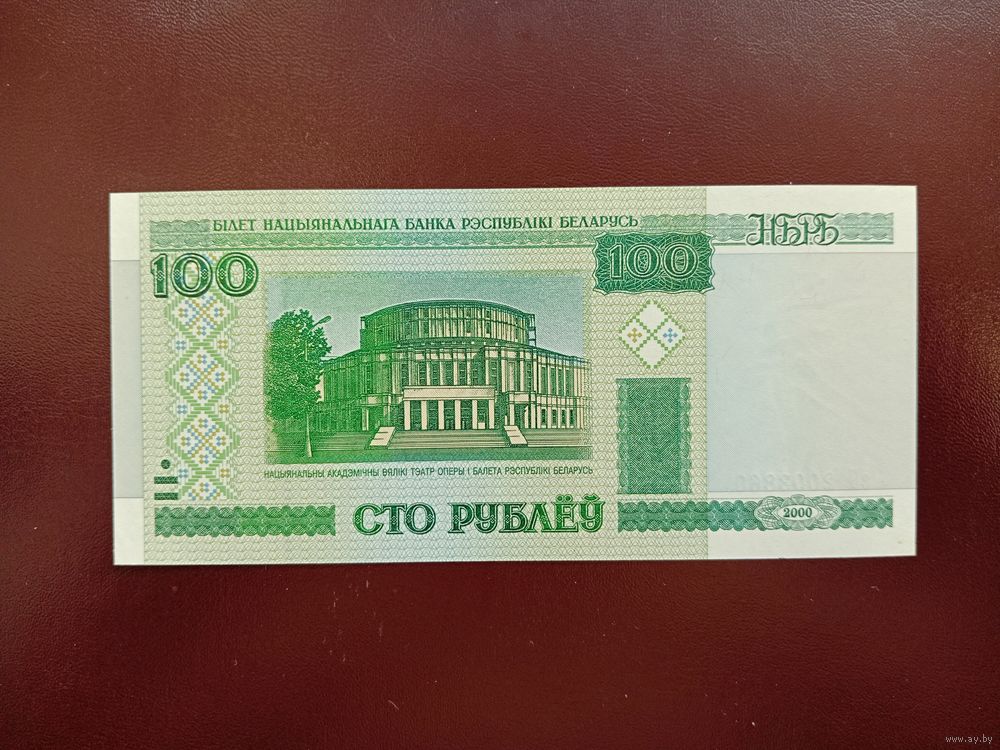 БІЛЕТ НАЦЫЯНАЛЬНАГА БАНКА РЭСПУБЛІКІ БЕЛАРУСЬ
НБРБ
100
100
НАЦЫЯНАЛЬНЫ АКАДЭМІЧНЫ ВЯЛІКІ ТЭАТР ОПЕРЫ І БАЛЕТА РЭСПУБЛІКІ БЕЛАРУСЬ
СТО РУБЛЁЎ
2000
www.ay.by